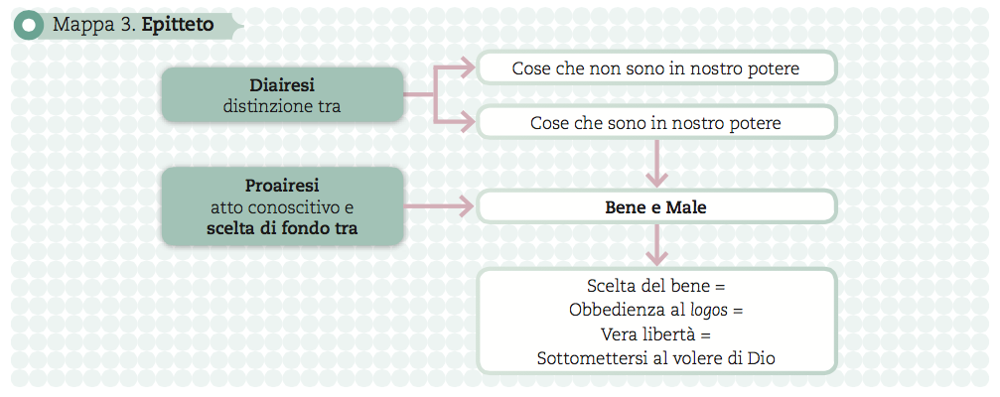 Mappa 3. Epitteto
Diairesi
distinzione tra
Cose che non sono in nostro potere
Cose che sono in nostro potere
Proairesi
atto conoscitivo e
scelta di fondo tra
Bene e Male
Scelta del bene =
Obbedienza al logos =
Vera libertà =
Sottomettersi al volere di Dio